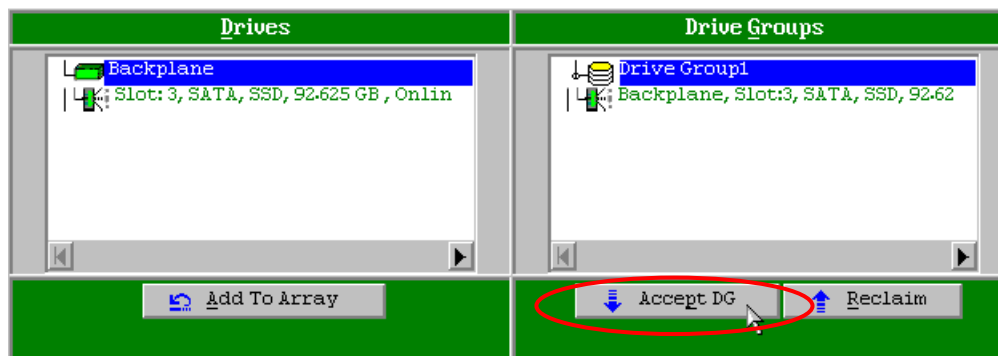 Drives
Drive Groups
Backplane
Slot: 3, SATA, SSD, 92.625 GB , Onlin
Drive Group1
Backplane, Slot:3, SATA, SSD, 92.62
Add To Array
Accept DG
Reclaim